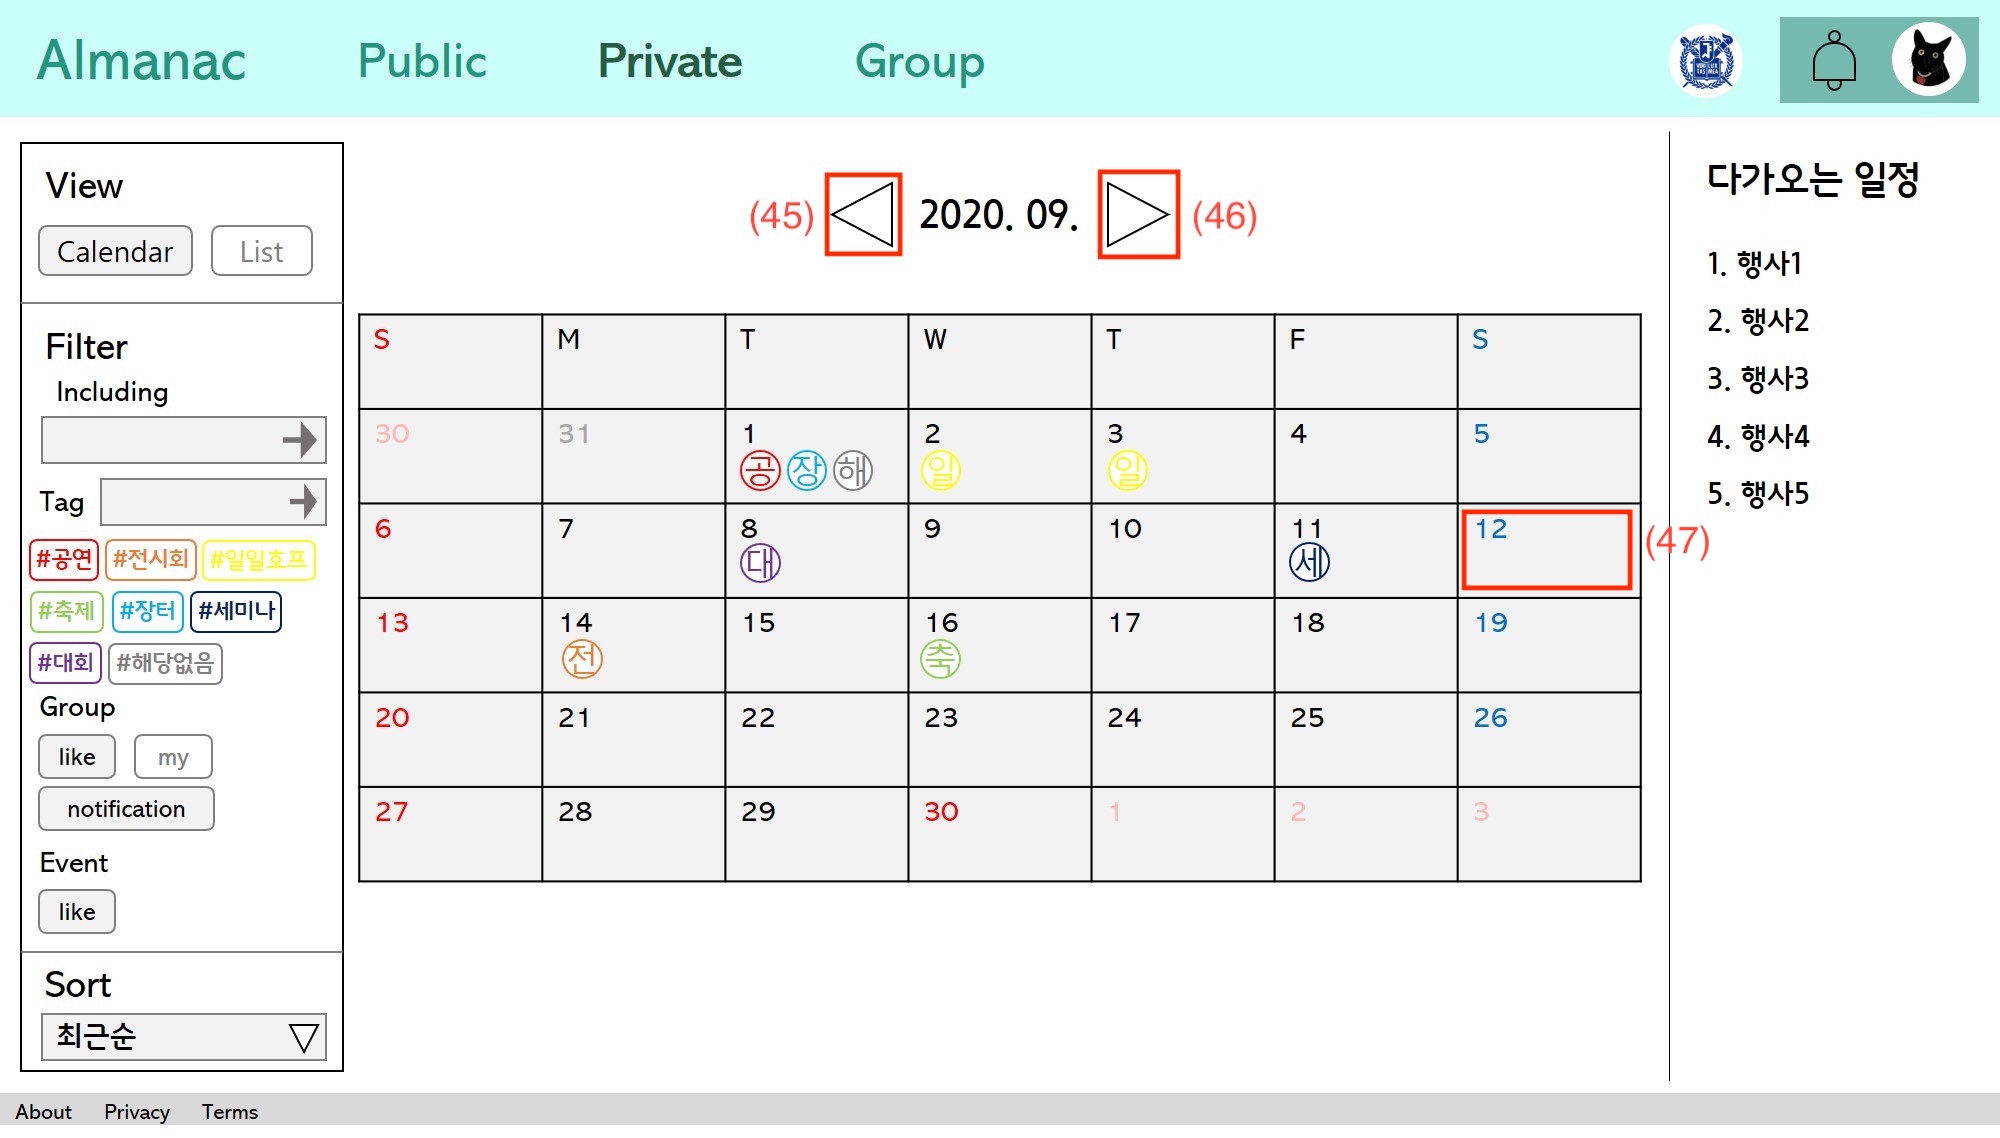 Almanac Public Private Group
View
Calendar List
Filter
Including
Tag
#공연 #전시회 #일일호프
#축제 #장터 #세미나
#대회 #해당없음
Group
like my
notification
Event
like
Sort
최근순
(45) 2020. 09. (46)
S M T W T F S
30 31 1 2 3 4 5
공 장 해 일 일
6 7 8 9 10 11 12
대 세
(47)
13 14 15 16 17 18 19
전 축
20 21 22 23 24 25 26
27 28 29 30 1 2 3
다가오는 일정
1. 행사1
2. 행사2
3. 행사3
4. 행사4
5. 행사5
About Privacy Terms